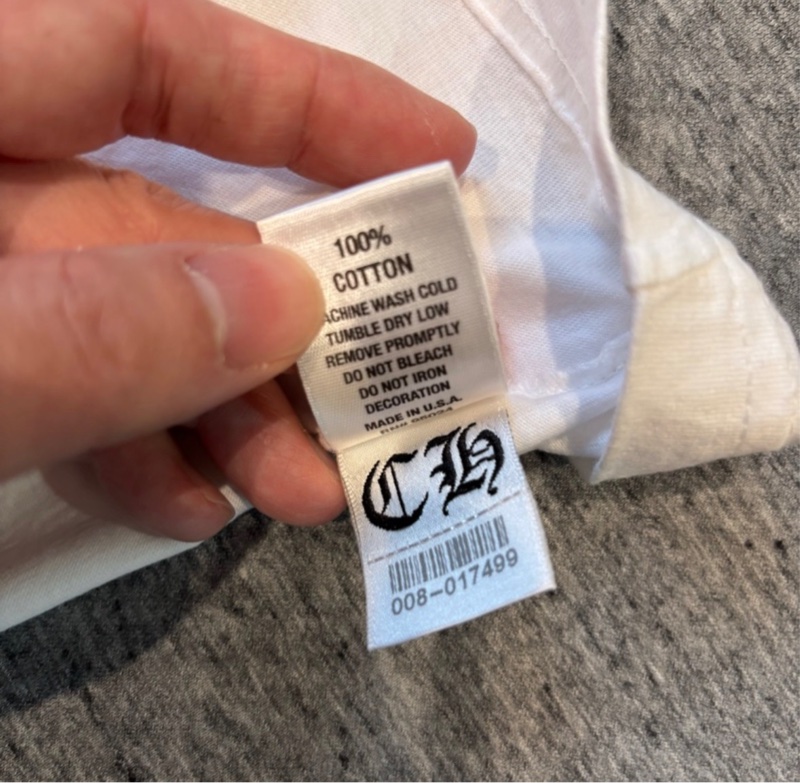 100%
COTTON
ACHINE WASH COLD
TUMBLE DRY LOW
REMOVE PROMPTLY
DO NOT BLEACH
DO NOT IRON
DECORATION
MADE IN U.S.A.
CH
008-017499